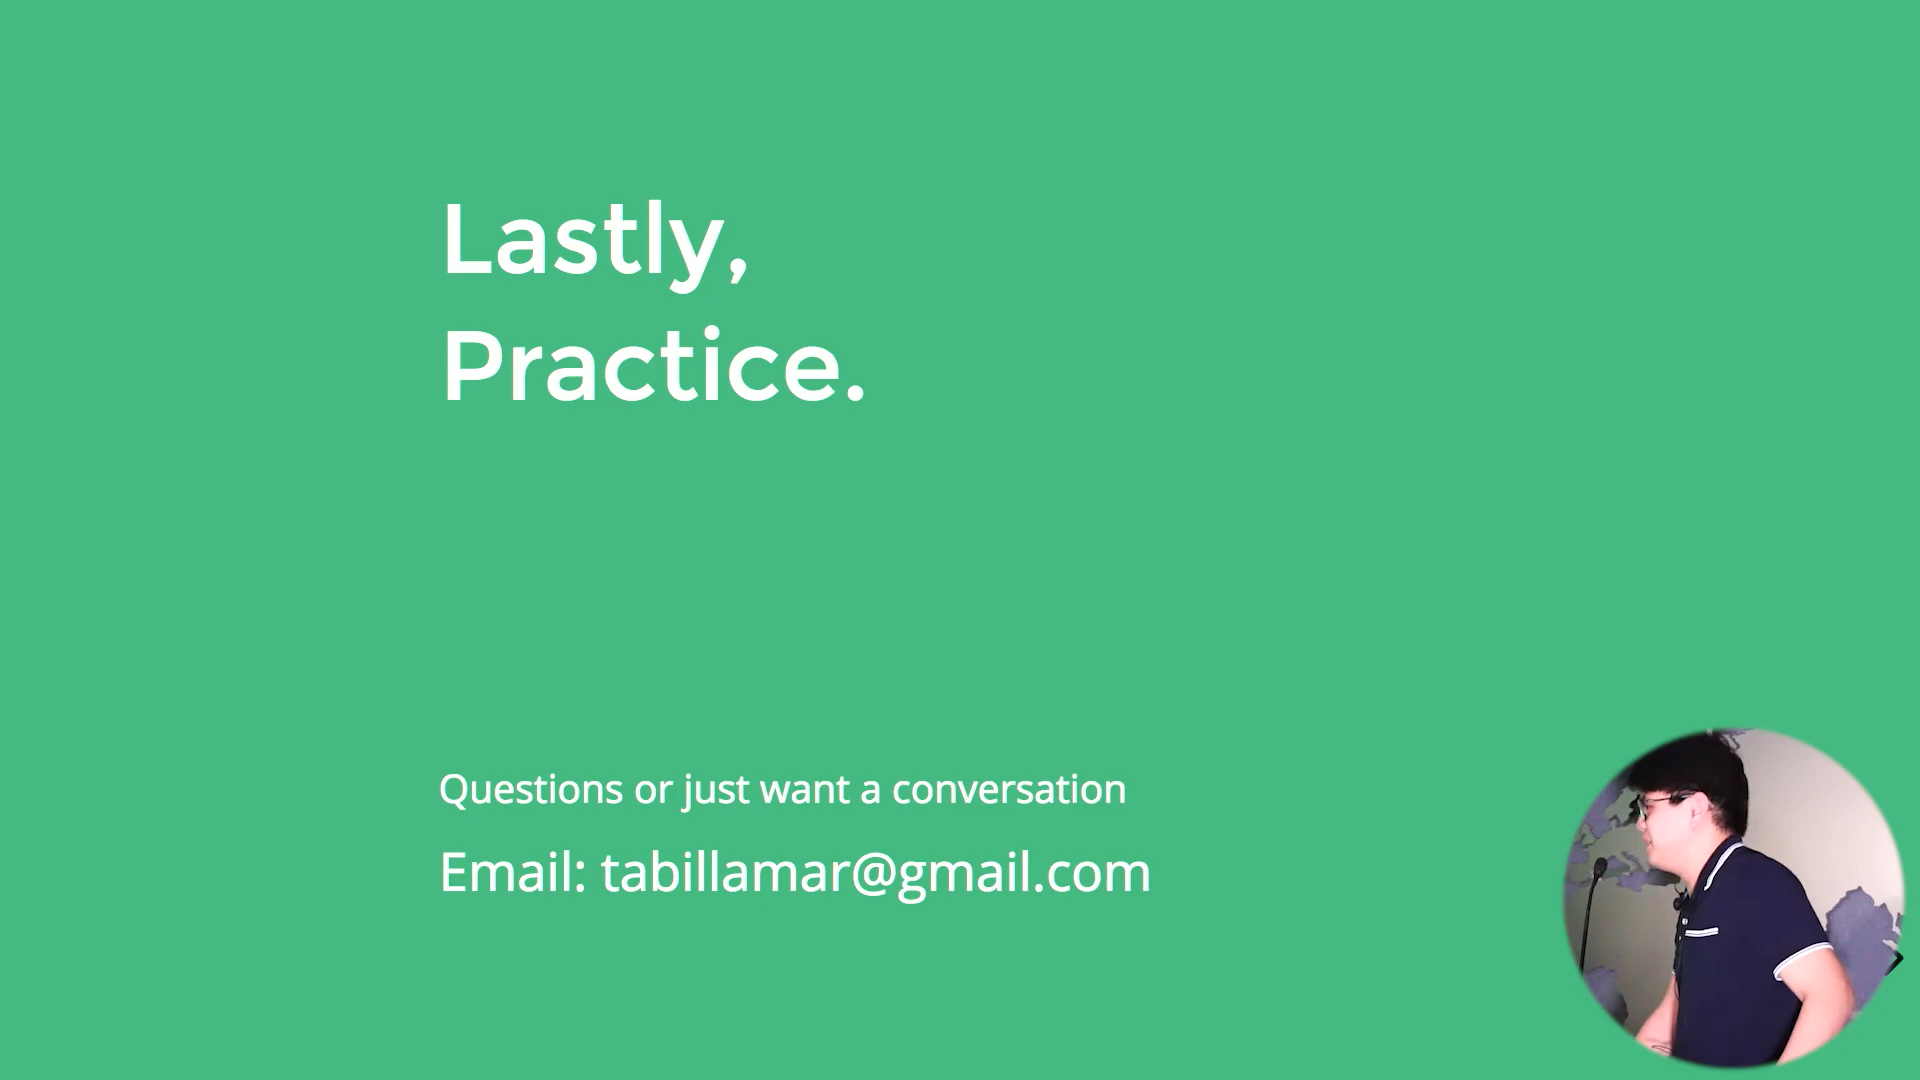 Lastly,
Practice.
Questions or just want a conversation
Email: tabillamar@gmail.com